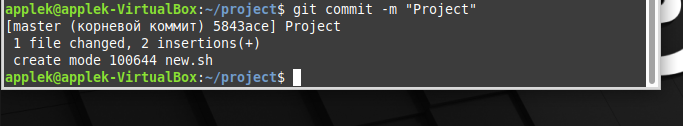 applek@applek-VirtualBox:~/project$ git commit -m "Project"
[master (корневой коммит) 5843ace] Project
 1 file changed, 2 insertions(+)
 create mode 100644 new.sh
applek@applek-VirtualBox:~/project$